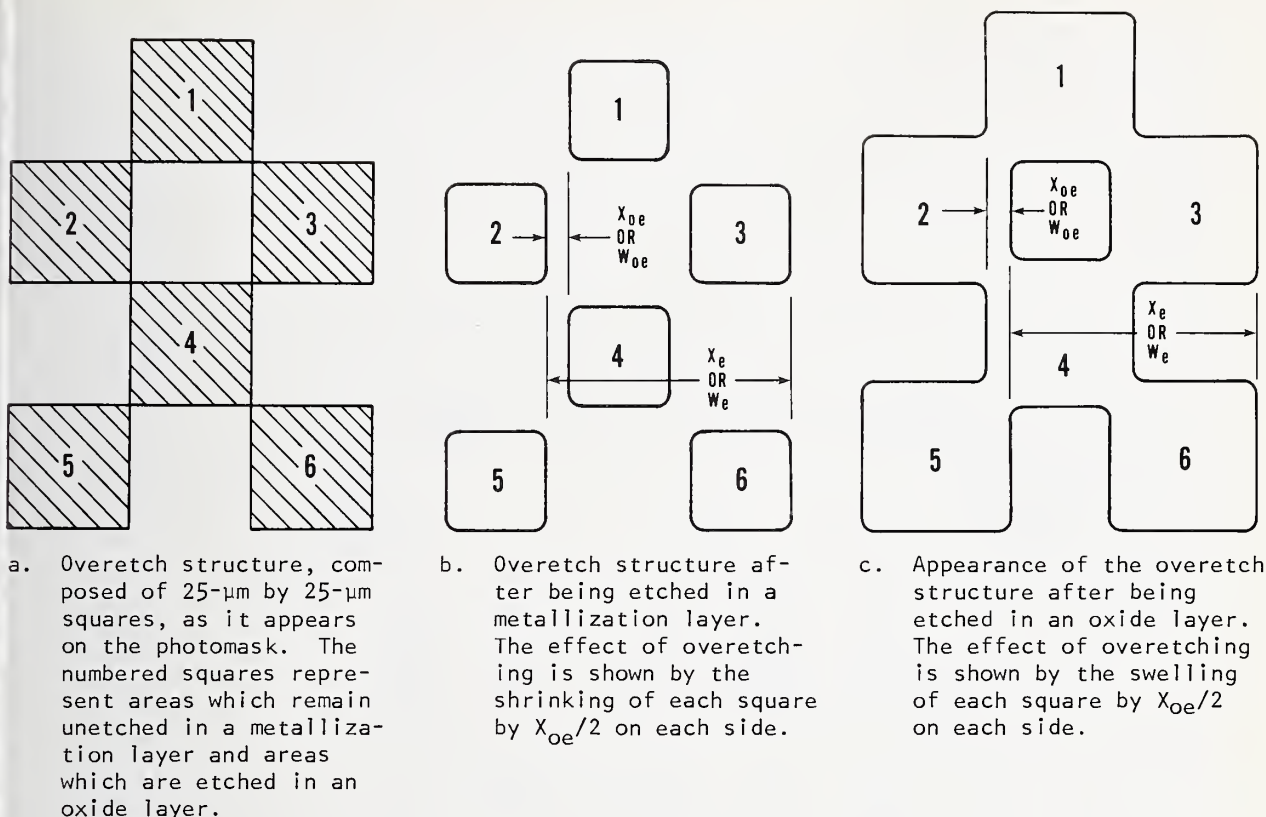 1
2
3
4
5
6
1
2
X_oe
OR
W_oe
3
4
X_e
OR
W_e
5
6
1
2
X_oe
OR
W_oe
3
X_e
OR
W_e
4
5
6
a. Overetch structure, com-
posed of 25-µm by 25-µm
squares, as it appears
on the photomask. The
numbered squares repre-
sent areas which remain
unetched in a metalliza-
tion layer and areas
which are etched in an
oxide layer.
b. Overetch structure af-
ter being etched in a
metallization layer.
The effect of overetch-
ing is shown by the
shrinking of each square
by X_oe/2 on each side.
c. Appearance of the overetch
structure after being
etched in an oxide layer.
The effect of overetching
is shown by the swelling
of each square by X_oe/2
on each side.